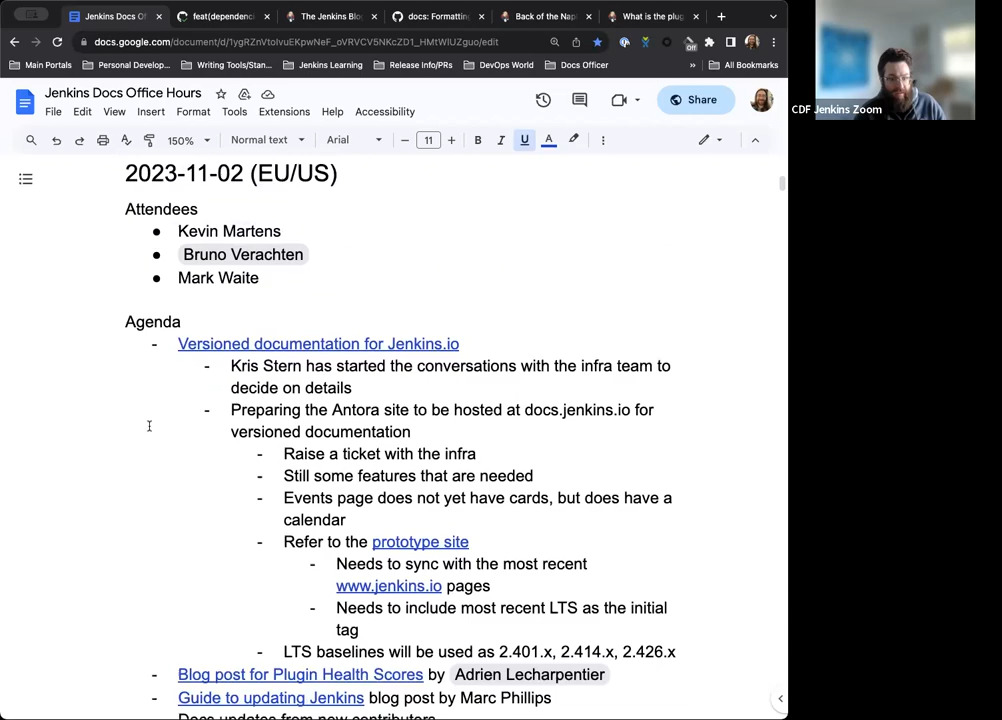 Jenkins Docs Of
feat(dependenci
The Jenkins Blo
docs: Formattin
Back of the Nap
What is the plug
docs.google.com/document/d/1ygRZnVtoIvuEKpwNeF_oVRVCV5NKcZD1_HMtWlUZguo/edit
Off
Main Portals
Personal Develop...
Writing Tools/Stan...
Jenkins Learning
Release Info/PRs
DevOps World
Docs Officer
»
All Bookmarks
Jenkins Docs Office Hours
File Edit View Insert Format Tools Extensions Help Accessibility
Share
150% Normal text Arial 11 B I U A
CDF Jenkins Zoom
2023-11-02 (EU/US)
Attendees
● Kevin Martens
● Bruno Verachten
● Mark Waite
Agenda
- Versioned documentation for Jenkins.io
- Kris Stern has started the conversations with the infra team to
decide on details
- Preparing the Antora site to be hosted at docs.jenkins.io for
versioned documentation
- Raise a ticket with the infra
- Still some features that are needed
- Events page does not yet have cards, but does have a
calendar
- Refer to the prototype site
- Needs to sync with the most recent
www.jenkins.io pages
- Needs to include most recent LTS as the initial
tag
- LTS baselines will be used as 2.401.x, 2.414.x, 2.426.x
- Blog post for Plugin Health Scores by Adrien Lecharpentier
- Guide to updating Jenkins blog post by Marc Phillips
Docs updates from new contributors